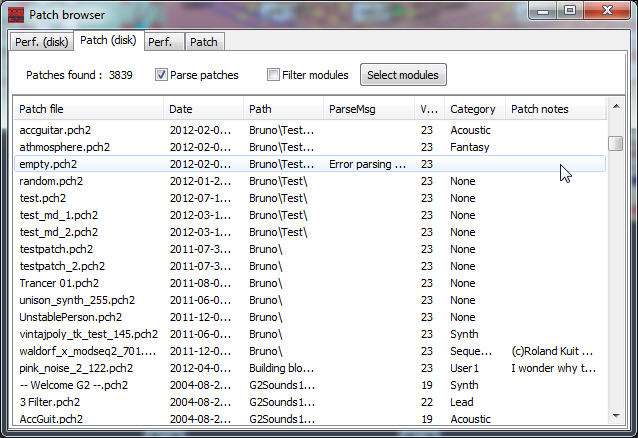 Patch browser
Perf. (disk) Patch (disk) Perf. Patch
Patches found : 3839 Parse patches Filter modules Select modules
Patch file Date Path ParseMsg V... Category Patch notes
accguitar.pch2 2012-02-0... Bruno\Test... 23 Acoustic
athmosphere.pch2 2012-02-0... Bruno\Test... 23 Fantasy
empty.pch2 2012-02-0... Bruno\Test... Error parsing ... 23
random.pch2 2012-01-2... Bruno\Test\ 23 None
test.pch2 2012-07-1... Bruno\Test\ 23 None
test_md_1.pch2 2012-03-1... Bruno\Test\ 23 None
test_md_2.pch2 2012-03-1... Bruno\Test\ 23 None
testpatch.pch2 2011-07-3... Bruno\ 23 None
testpatch_2.pch2 2011-07-3... Bruno\ 23 None
Trancer 01.pch2 2011-08-0... Bruno\ 23 None
unison_synth_255.pch2 2011-06-0... Bruno\ 23 None
UnstablePerson.pch2 2011-12-0... Bruno\ 23 None
vintajpoly_tk_test_145.pch2 2011-06-0... Bruno\ 23 Synth
waldorf_x_modseq2_701.... 2011-12-0... Bruno\ 23 Seque... (c)Roland Kuit ...
pink_noise_2_122.pch2 2012-02-0... Building blo... 23 User1 I wonder why t...
-- Welcome G2 --.pch2 2004-08-2... G2Sounds1... 19 Synth
3 Filter.pch2 2004-08-2... G2Sounds1... 22 Lead
AccGuit.pch2 2004-08-2... G2Sounds1... 19 Acoustic